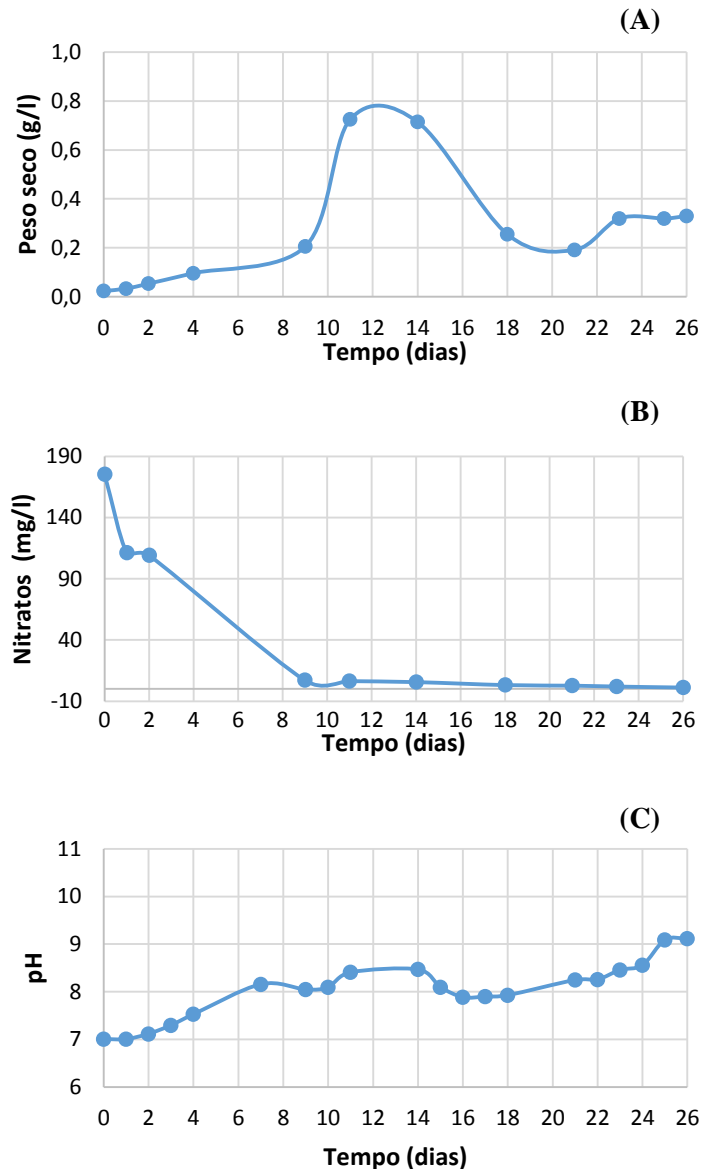 (A)
1,0
0,8
0,6
0,4
0,2
0,0
Peso seco (g/l)
0 2 4 6 8 10 12 14 16 18 20 22 24 26
Tempo (dias)
(B)
190
140
90
40
-10
Nitratos (mg/l)
0 2 4 6 8 10 12 14 16 18 20 22 24 26
Tempo (dias)
(C)
11
10
9
8
7
6
pH
0 2 4 6 8 10 12 14 16 18 20 22 24 26
Tempo (dias)